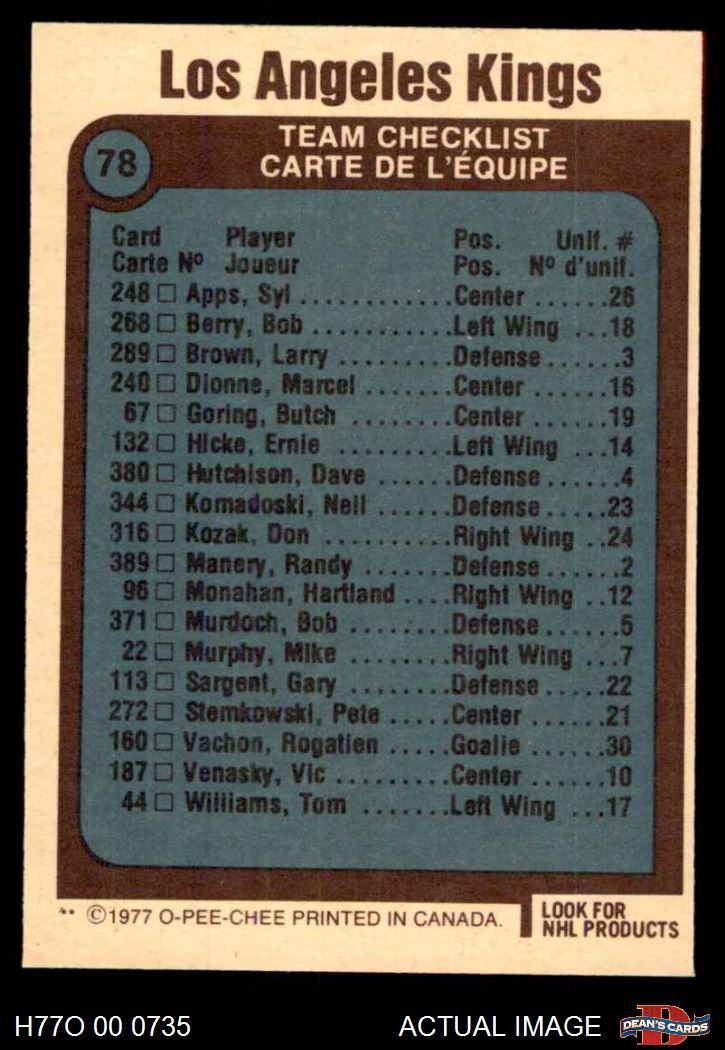 Los Angeles Kings
78
TEAM CHECKLIST
CARTE DE L'ÉQUIPE
Card Player Pos. Unif. #
Carte Nº Joueur Pos. Nº d'unif.
248 □ Apps, Syl ............Center ......26
268 □ Berry, Bob ...........Left Wing ...18
289 □ Brown, Larry .........Defense......3
240 □ Dionne, Marcel .......Center ......16
67 □ Goring, Butch ........Center ......19
132 □ Hicke, Ernie .........Left Wing ...14
380 □ Hutchison, Dave ......Defense......4
344 □ Komadoski, Neil ......Defense.....23
316 □ Kozak, Don ..........Right Wing ..24
389 □ Manery, Randy .......Defense......2
96 □ Monahan, Hartland ....Right Wing ..12
371 □ Murdoch, Bob ........Defense......5
22 □ Murphy, Mike ........Right Wing ...7
113 □ Sargent, Gary ........Defense.....22
272 □ Stemkowski, Pete .....Center ......21
160 □ Vachon, Rogatien .....Goalie ......30
187 □ Venasky, Vic .........Center ......10
44 □ Williams, Tom .......Left Wing ...17
** ©1977 O-PEE-CHEE PRINTED IN CANADA.
LOOK FOR
NHL PRODUCTS
H77O 00 0735 ACTUAL IMAGE
D
DEAN'S CARDS